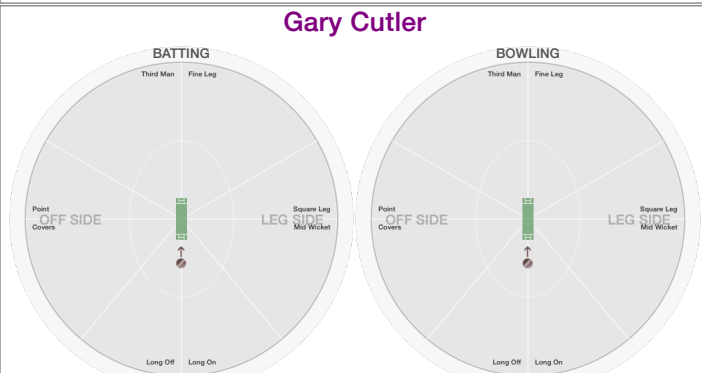 Gary Cutler
BATTING
Third Man Fine Leg
Point
OFF SIDE
Covers
Square Leg
LEG SIDE
Mid Wicket
Long Off Long On
BOWLING
Third Man Fine Leg
Point
OFF SIDE
Covers
Square Leg
LEG SIDE
Mid Wicket
Long Off Long On